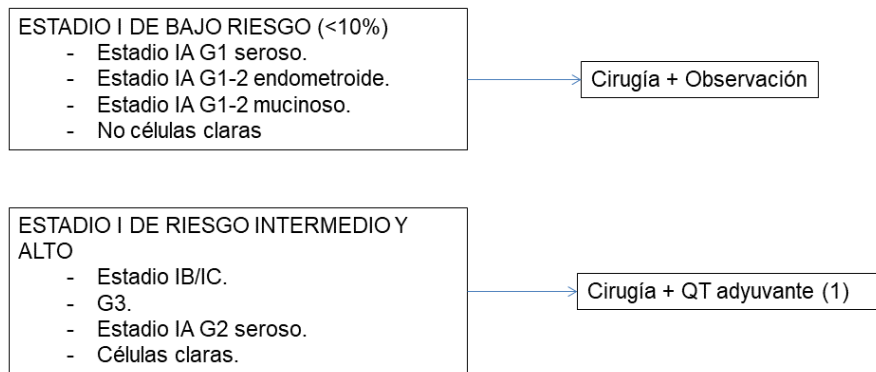 ESTADIO I DE BAJO RIESGO (<10%)
- Estadio IA G1 seroso.
- Estadio IA G1-2 endometroide.
- Estadio IA G1-2 mucinoso.
- No células claras
Cirugía + Observación
ESTADIO I DE RIESGO INTERMEDIO Y
ALTO
- Estadio IB/IC.
- G3.
- Estadio IA G2 seroso.
- Células claras.
Cirugía + QT adyuvante (1)